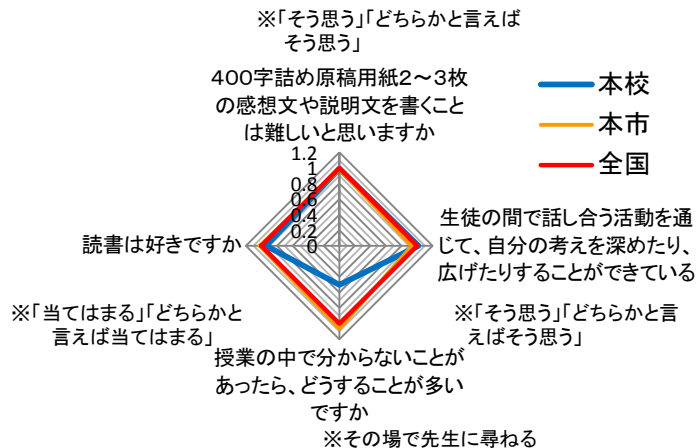 ※「そう思う」「どちらかと言えば
そう思う」
400字詰め原稿用紙2～3枚
の感想文や説明文を書くこと
は難しいと思いますか
本校
本市
全国
1.2
1
0.8
0.6
0.4
0.2
0
読書は好きですか
※「当てはまる」「どちらかと
言えば当てはまる」
生徒の間で話し合う活動を通
じて、自分の考えを深めたり、
広げたりすることができている
※「そう思う」「どちらかと言
えばそう思う」
授業の中で分からないことが
あったら、どうすることが多い
ですか
※その場で先生に尋ねる